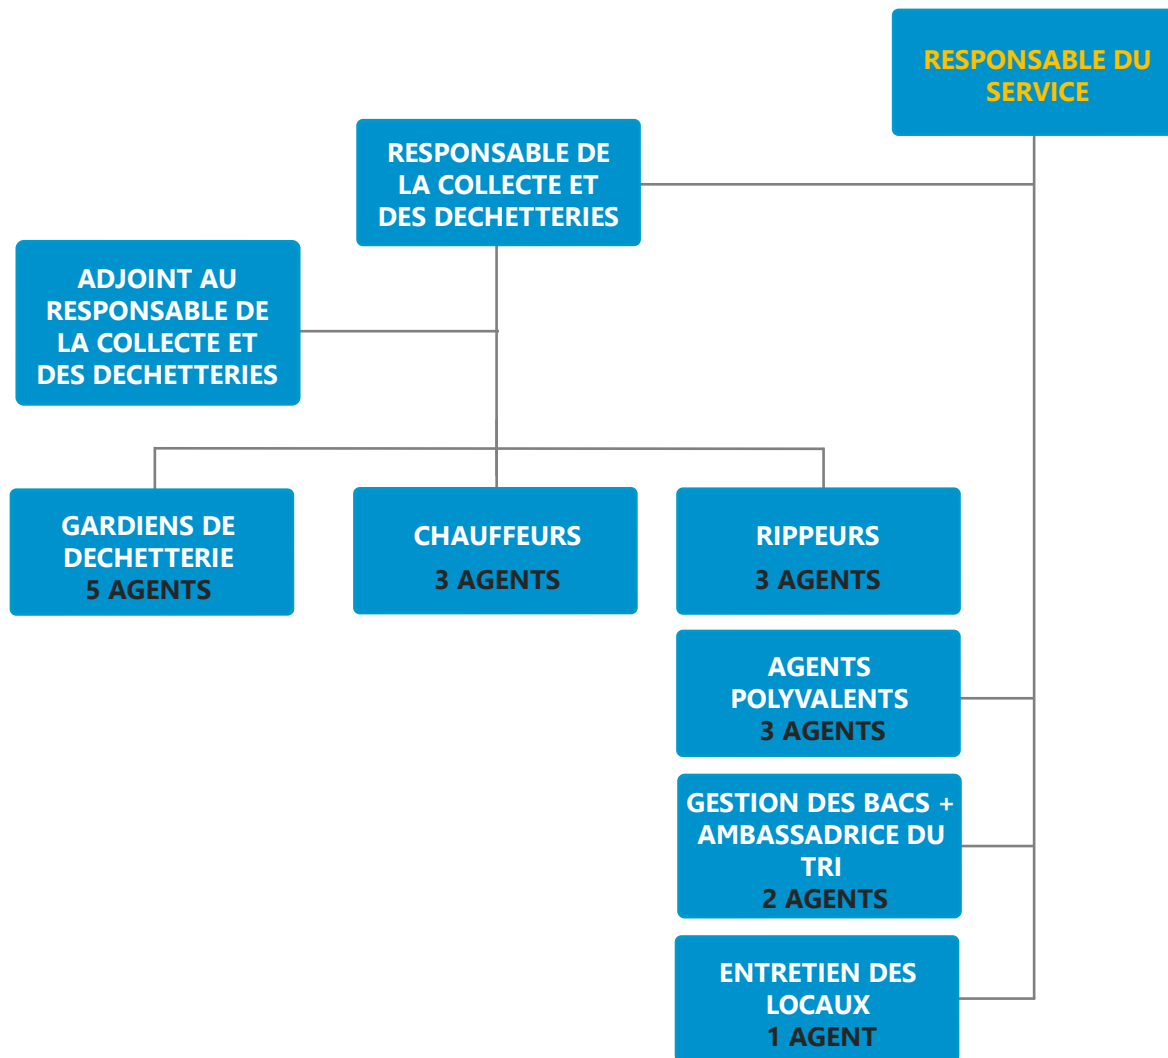 RESPONSABLE DU
SERVICE
RESPONSABLE DE
LA COLLECTE ET
DES DECHETTERIES
ADJOINT AU
RESPONSABLE DE
LA COLLECTE ET
DES DECHETTERIES
GARDIENS DE
DECHETTERIE
5 AGENTS
CHAUFFEURS
3 AGENTS
RIPPEURS
3 AGENTS
AGENTS
POLYVALENTS
3 AGENTS
GESTION DES BACS +
AMBASSADRICE DU
TRI
2 AGENTS
ENTRETIEN DES
LOCAUX
1 AGENT